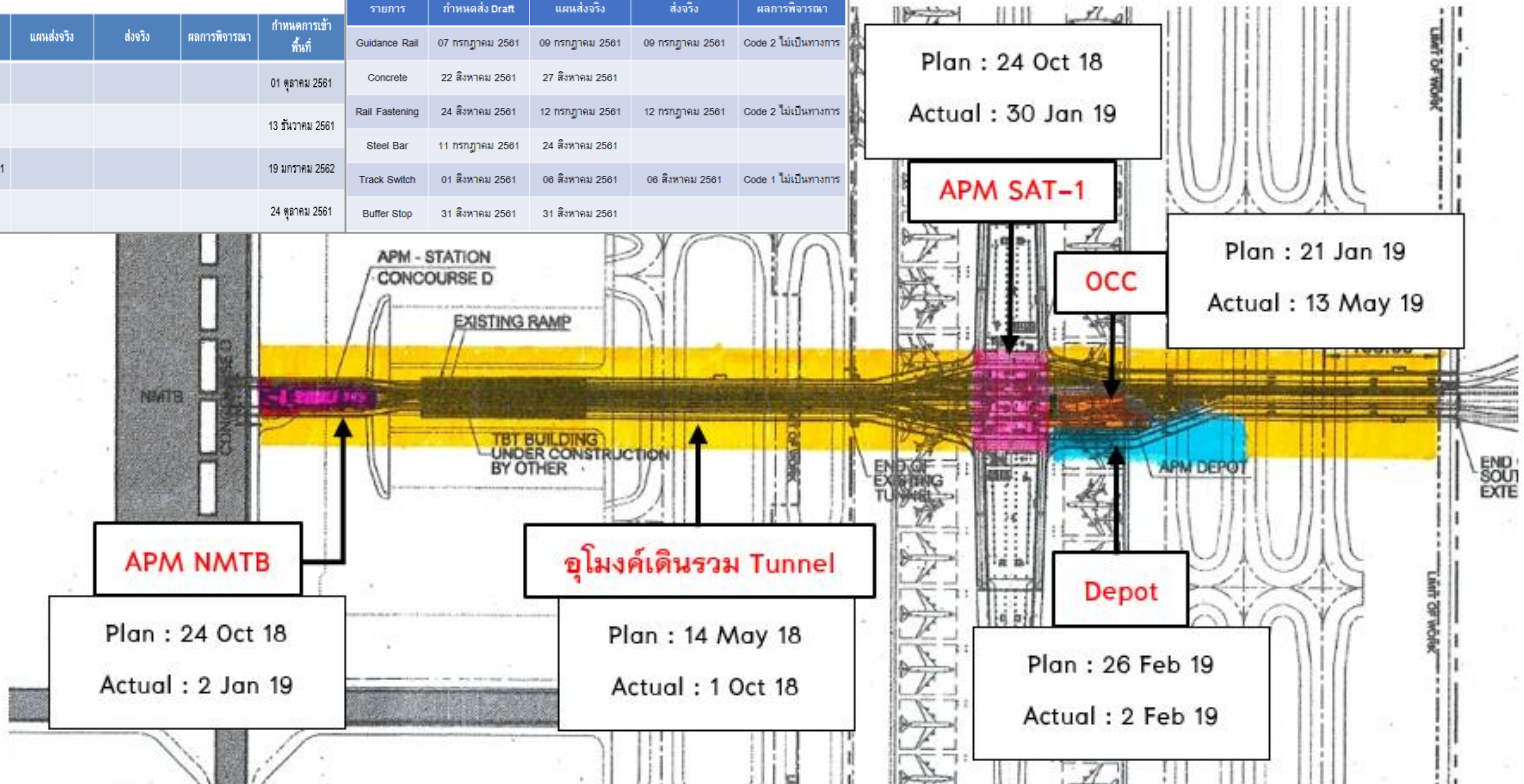 แผนส่งจริง ส่งจริง ผลการพิจารณา กำหนดการเข้าพื้นที่
01 ตุลาคม 2561
13 ธันวาคม 2561
1 19 มกราคม 2562
24 ตุลาคม 2561
รายการ กำหนดส่ง Draft แผนส่งจริง ส่งจริง ผลการพิจารณา
Guidance Rail 07 กรกฎาคม 2561 09 กรกฎาคม 2561 09 กรกฎาคม 2561 Code 2 ไม่เป็นทางการ
Concrete 22 สิงหาคม 2561 27 สิงหาคม 2561
Rail Fastening 24 สิงหาคม 2561 12 กรกฎาคม 2561 12 กรกฎาคม 2561 Code 2 ไม่เป็นทางการ
Steel Bar 11 กรกฎาคม 2561 24 สิงหาคม 2561
Track Switch 01 สิงหาคม 2561 06 สิงหาคม 2561 06 สิงหาคม 2561 Code 1 ไม่เป็นทางการ
Buffer Stop 31 สิงหาคม 2561 31 สิงหาคม 2561
Plan : 24 Oct 18
Actual : 30 Jan 19
APM SAT-1
LIMIT OF WORK
OCC
Plan : 21 Jan 19
Actual : 13 May 19
APM - STATION
CONCOURSE D
EXISTING RAMP
NMTB
CONCOURSE D
TBT BUILDING
UNDER CONSTRUCTION
BY OTHER
END OF
EXISTING
TUNNEL
APM DEPOT
END
SOUT
EXTE
APM NMTB
Plan : 24 Oct 18
Actual : 2 Jan 19
อุโมงค์เดินรวม Tunnel
Plan : 14 May 18
Actual : 1 Oct 18
Depot
Plan : 26 Feb 19
Actual : 2 Feb 19
LIMIT OF WORK